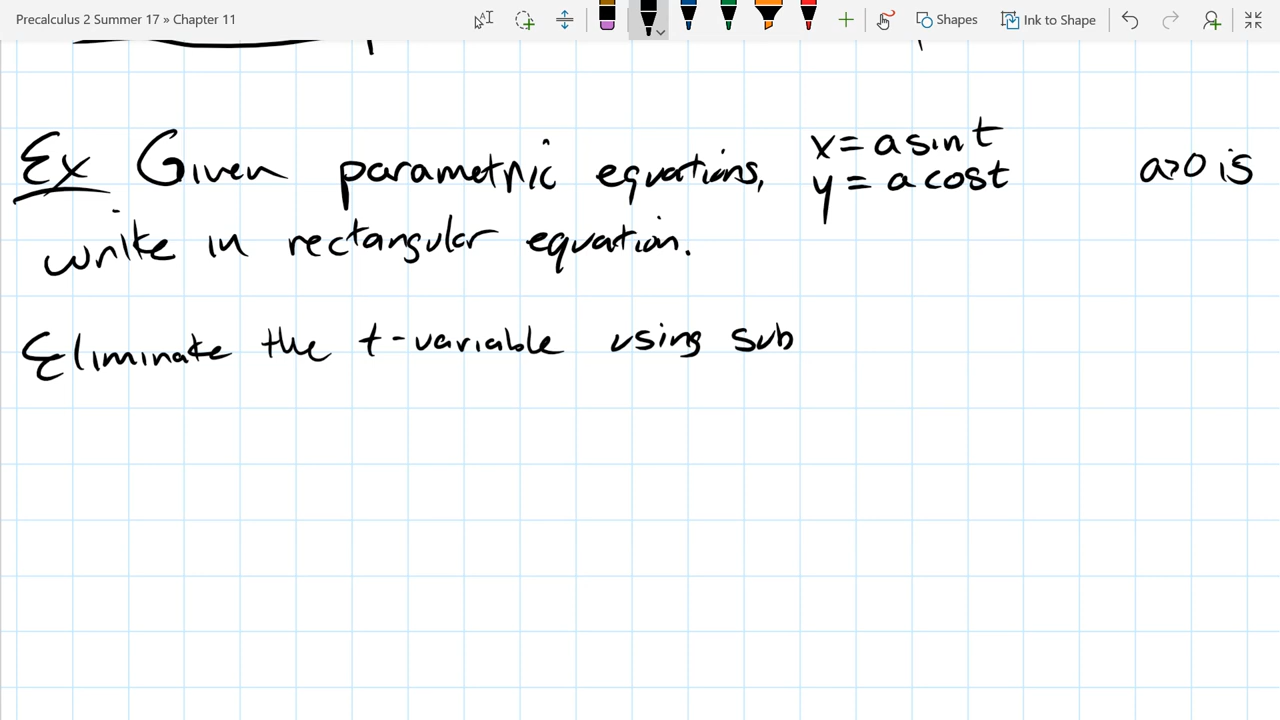 Precalculus 2 Summer 17 » Chapter 11
Shapes
Ink to Shape
Ex Given parametric equations, x = a sin t a>0 is
y = a cos t
write in rectangular equation.
Eliminate the t-variable using sub